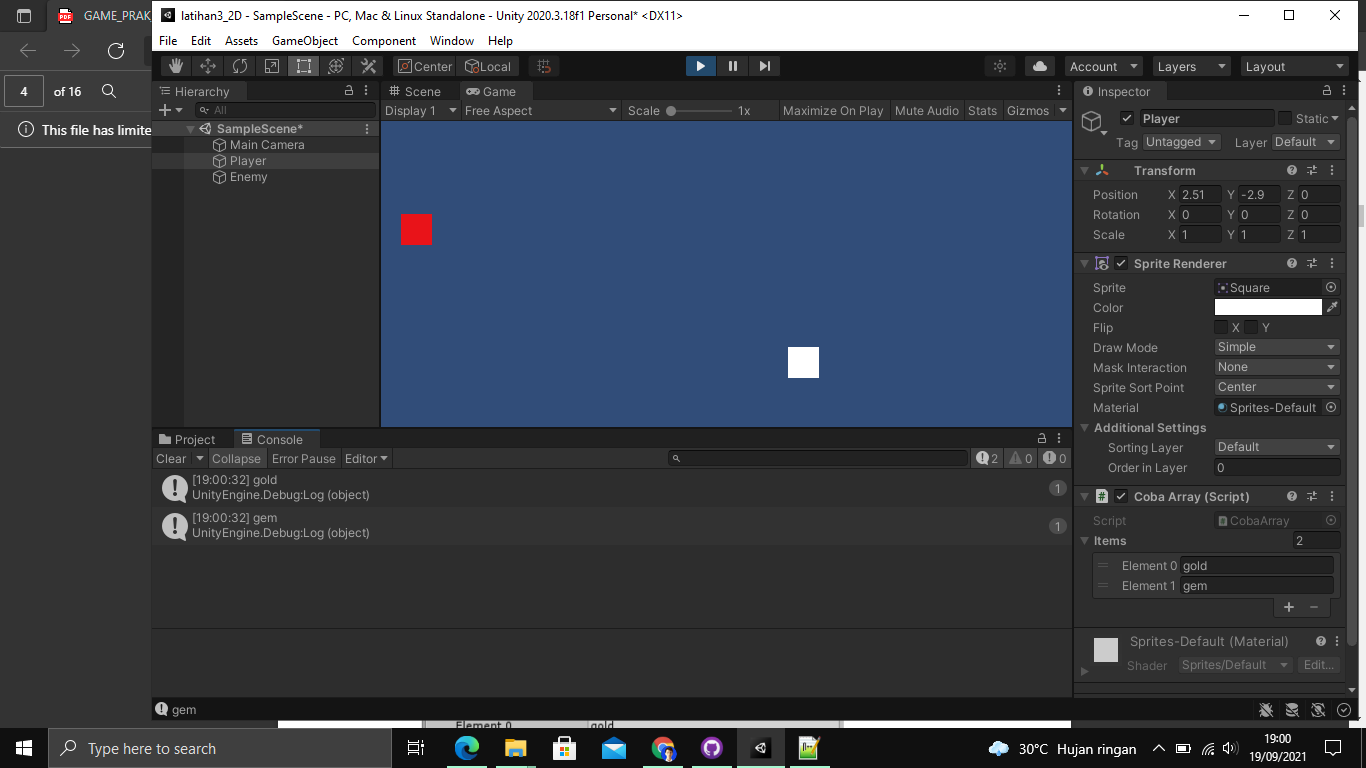 GAME_PRAK
latihan3_2D - SampleScene - PC, Mac & Linux Standalone - Unity 2020.3.18f1 Personal* <DX11>
File Edit Assets GameObject Component Window Help
Center Local Account Layers Layout
4 of 16
This file has limite
Hierarchy
All
SampleScene*
Main Camera
Player
Enemy
Scene Game
Display 1 Free Aspect Scale 1x Maximize On Play Mute Audio Stats Gizmos
Inspector
Player Static
Tag Untagged Layer Default
Transform
Position X 2.51 Y -2.9 Z 0
Rotation X 0 Y 0 Z 0
Scale X 1 Y 1 Z 1
Sprite Renderer
Sprite Square
Color
Flip X Y
Draw Mode Simple
Mask Interaction None
Sprite Sort Point Center
Material Sprites-Default
Additional Settings
Sorting Layer Default
Order in Layer 0
Coba Array (Script)
Script CobaArray
Items 2
Element 0 gold
Element 1 gem
Sprites-Default (Material)
Shader Sprites/Default Edit...
Project Console
Clear Collapse Error Pause Editor 2 0 0
[19:00:32] gold
UnityEngine.Debug:Log (object)
1
[19:00:32] gem
UnityEngine.Debug:Log (object)
1
gem
Element 0 gold
Type here to search
30°C Hujan ringan
19:00
19/09/2021